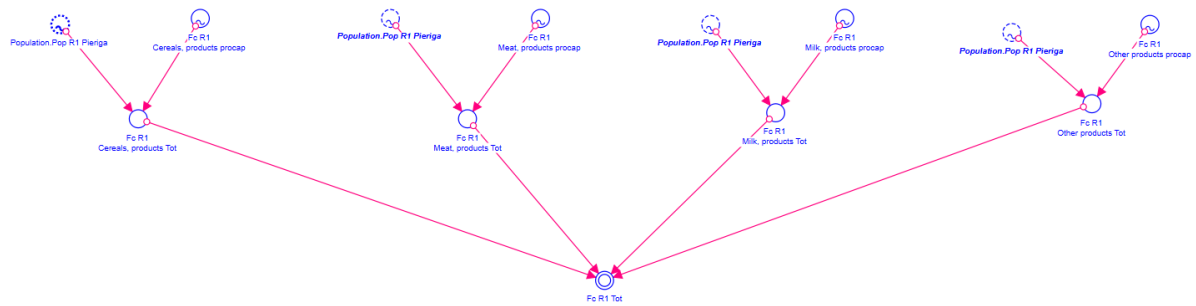 Population.Pop R1 Pieriga
Fc R1
Cereals, products procap
Population.Pop R1 Pieriga
Fc R1
Meat, products procap
Population.Pop R1 Pieriga
Fc R1
Milk, products procap
Population.Pop R1 Pieriga
Fc R1
Other products procap
Fc R1
Cereals, products Tot
Fc R1
Meat, products Tot
Fc R1
Milk, products Tot
Fc R1
Other products Tot
Fc R1 Tot